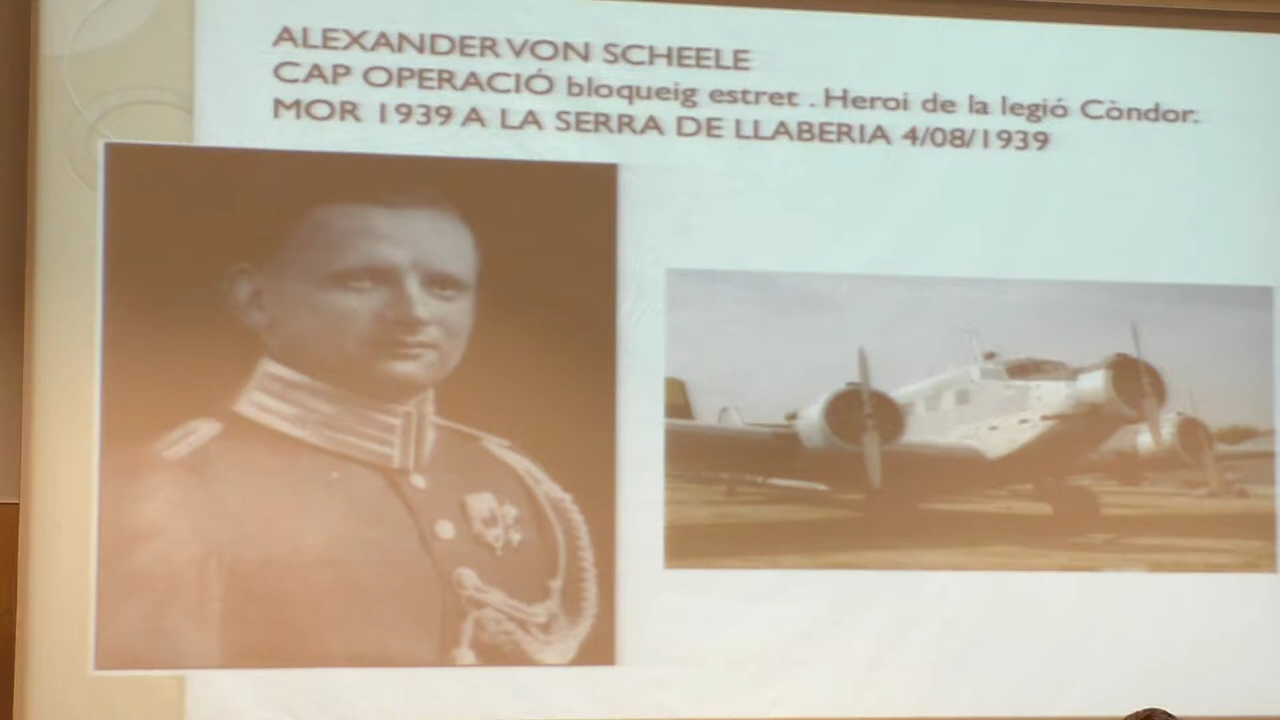 ALEXANDER VON SCHEELE
CAP OPERACIÓ bloqueig estret . Heroi de la legió Còndor.
MOR 1939 A LA SERRA DE LLABERIA 4/08/1939